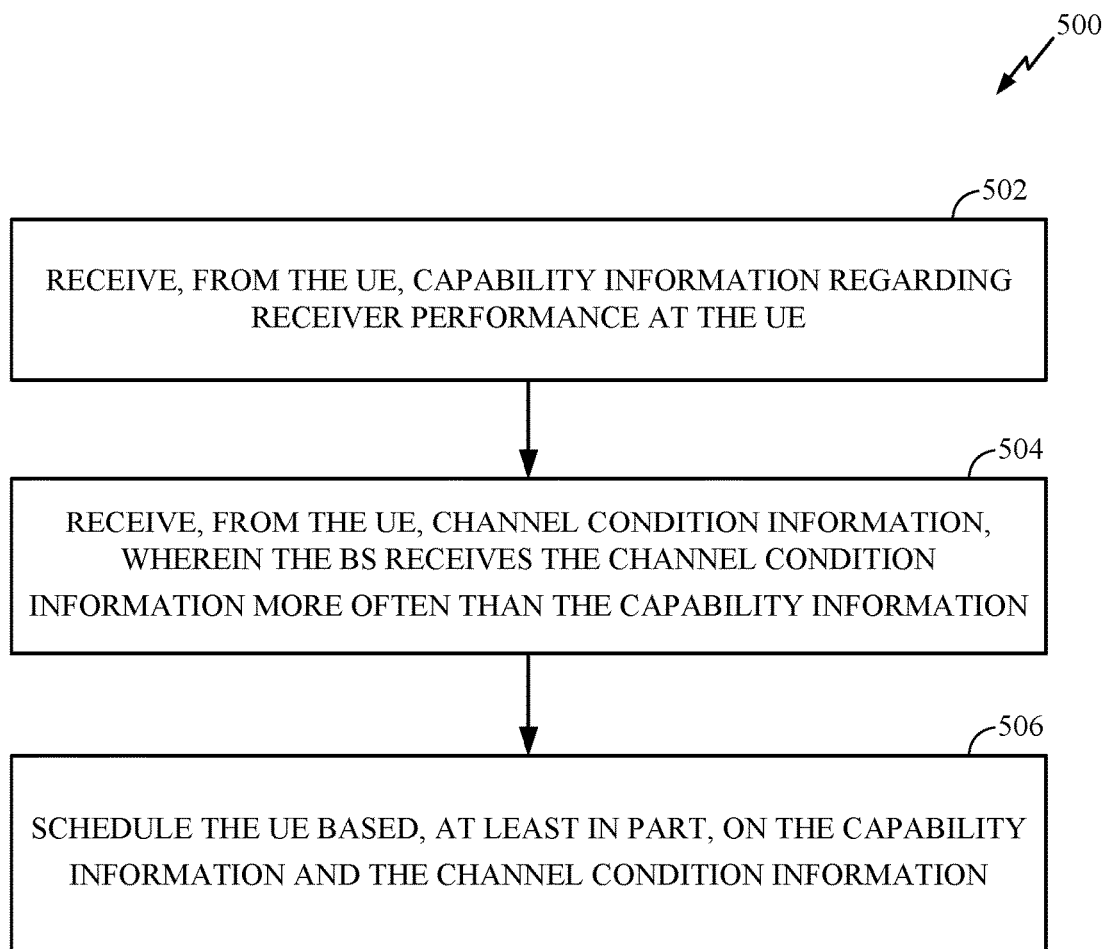 500
502
RECEIVE, FROM THE UE, CAPABILITY INFORMATION REGARDING
RECEIVER PERFORMANCE AT THE UE
504
RECEIVE, FROM THE UE, CHANNEL CONDITION INFORMATION,
WHEREIN THE BS RECEIVES THE CHANNEL CONDITION
INFORMATION MORE OFTEN THAN THE CAPABILITY INFORMATION
506
SCHEDULE THE UE BASED, AT LEAST IN PART, ON THE CAPABILITY
INFORMATION AND THE CHANNEL CONDITION INFORMATION